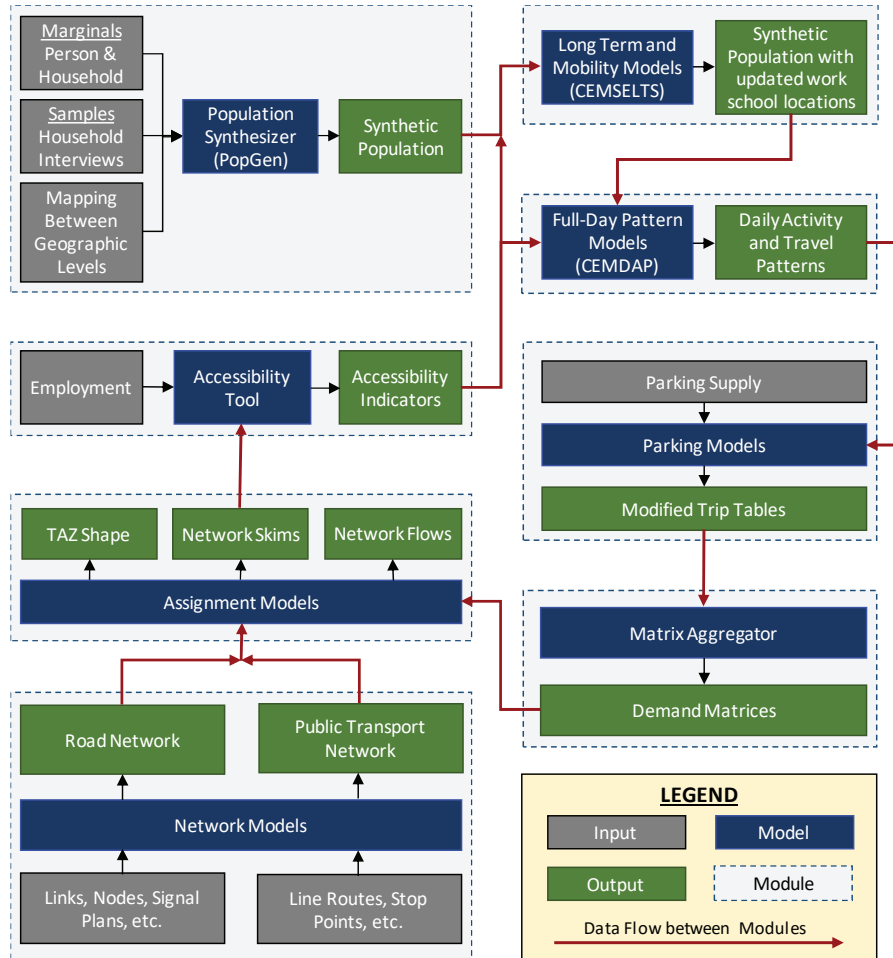 Marginals
Person &
Household
Samples
Household
Interviews
Mapping
Between
Geographic
Levels
Population
Synthesizer
(PopGen)
Synthetic
Population
Long Term and
Mobility Models
(CEMSELTS)
Synthetic
Population with
updated work
school locations
Full-Day Pattern
Models
(CEMDAP)
Daily Activity
and Travel
Patterns
Employment
Accessibility
Tool
Accessibility
Indicators
Parking Supply
Parking Models
Modified Trip Tables
TAZ Shape
Network Skims
Network Flows
Assignment Models
Matrix Aggregator
Demand Matrices
Road Network
Public Transport
Network
Network Models
Links, Nodes, Signal
Plans, etc.
Line Routes, Stop
Points, etc.
LEGEND
Input
Model
Output
Module
Data Flow between Modules